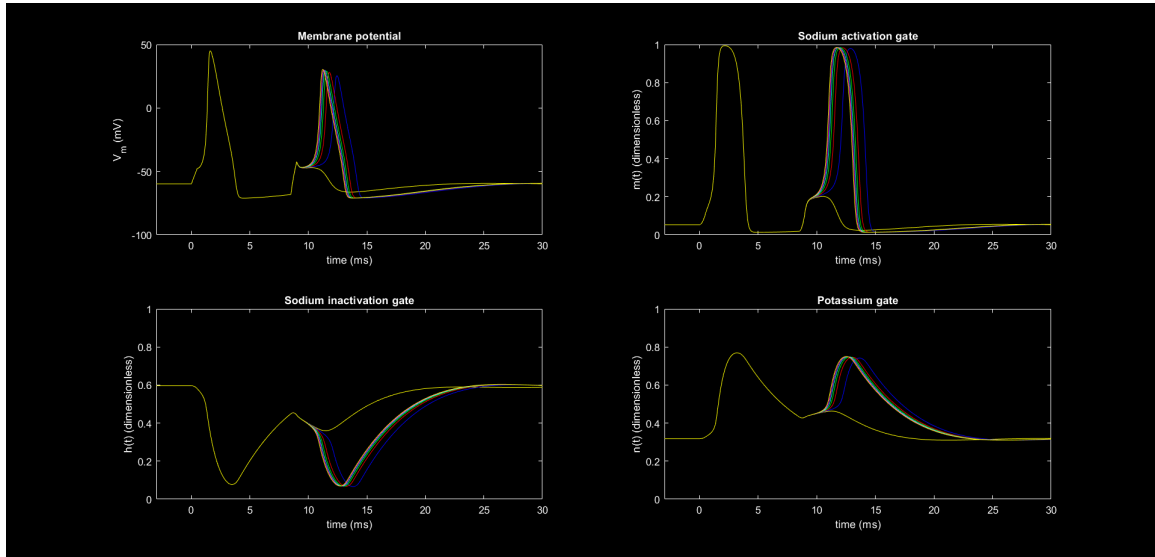 Membrane potential
50
0
-50
-100
V_m (mV)
0 5 10 15 20 25 30
time (ms)
Sodium activation gate
1
0.8
0.6
0.4
0.2
0
m(t) (dimensionless)
0 5 10 15 20 25 30
time (ms)
Sodium inactivation gate
1
0.8
0.6
0.4
0.2
0
h(t) (dimensionless)
0 5 10 15 20 25 30
time (ms)
Potassium gate
1
0.8
0.6
0.4
0.2
0
n(t) (dimensionless)
0 5 10 15 20 25 30
time (ms)